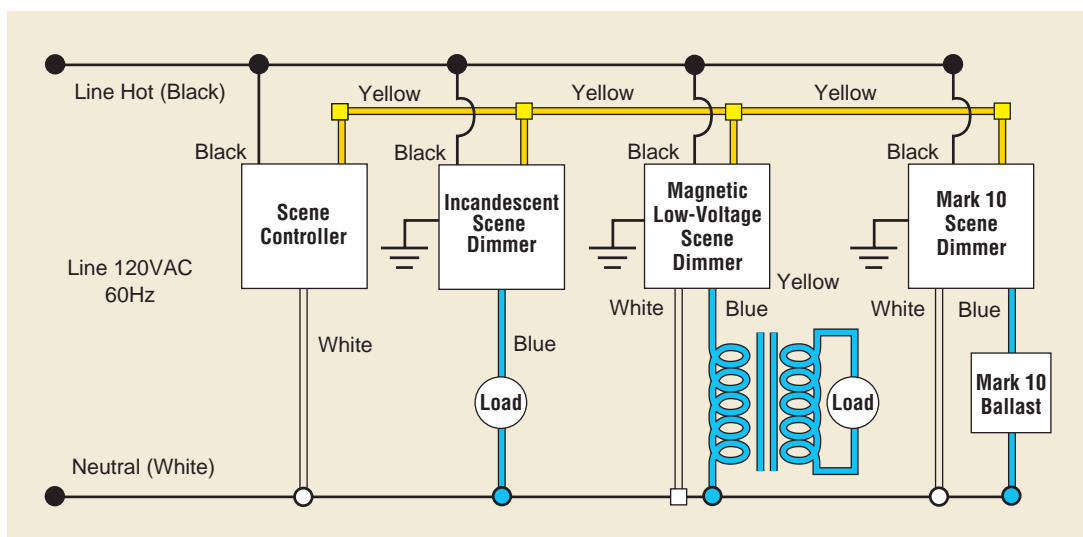 Line Hot (Black)
Yellow
Yellow
Yellow
Black
Black
Black
Black
Scene
Controller
Incandescent
Scene
Dimmer
Magnetic
Low-Voltage
Scene
Dimmer
Mark 10
Scene
Dimmer
Line 120VAC
60Hz
Yellow
White
Blue
White
Blue
White
Blue
Load
Load
Mark 10
Ballast
Neutral (White)